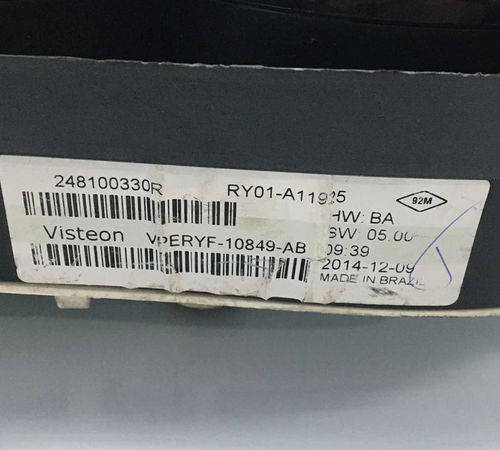 248100330R RY01-A11925 92M
HW: BA
Visteon VPERYF-10849-AB SW: 05.00
09:39
2014-12-09
MADE IN BRAZIL